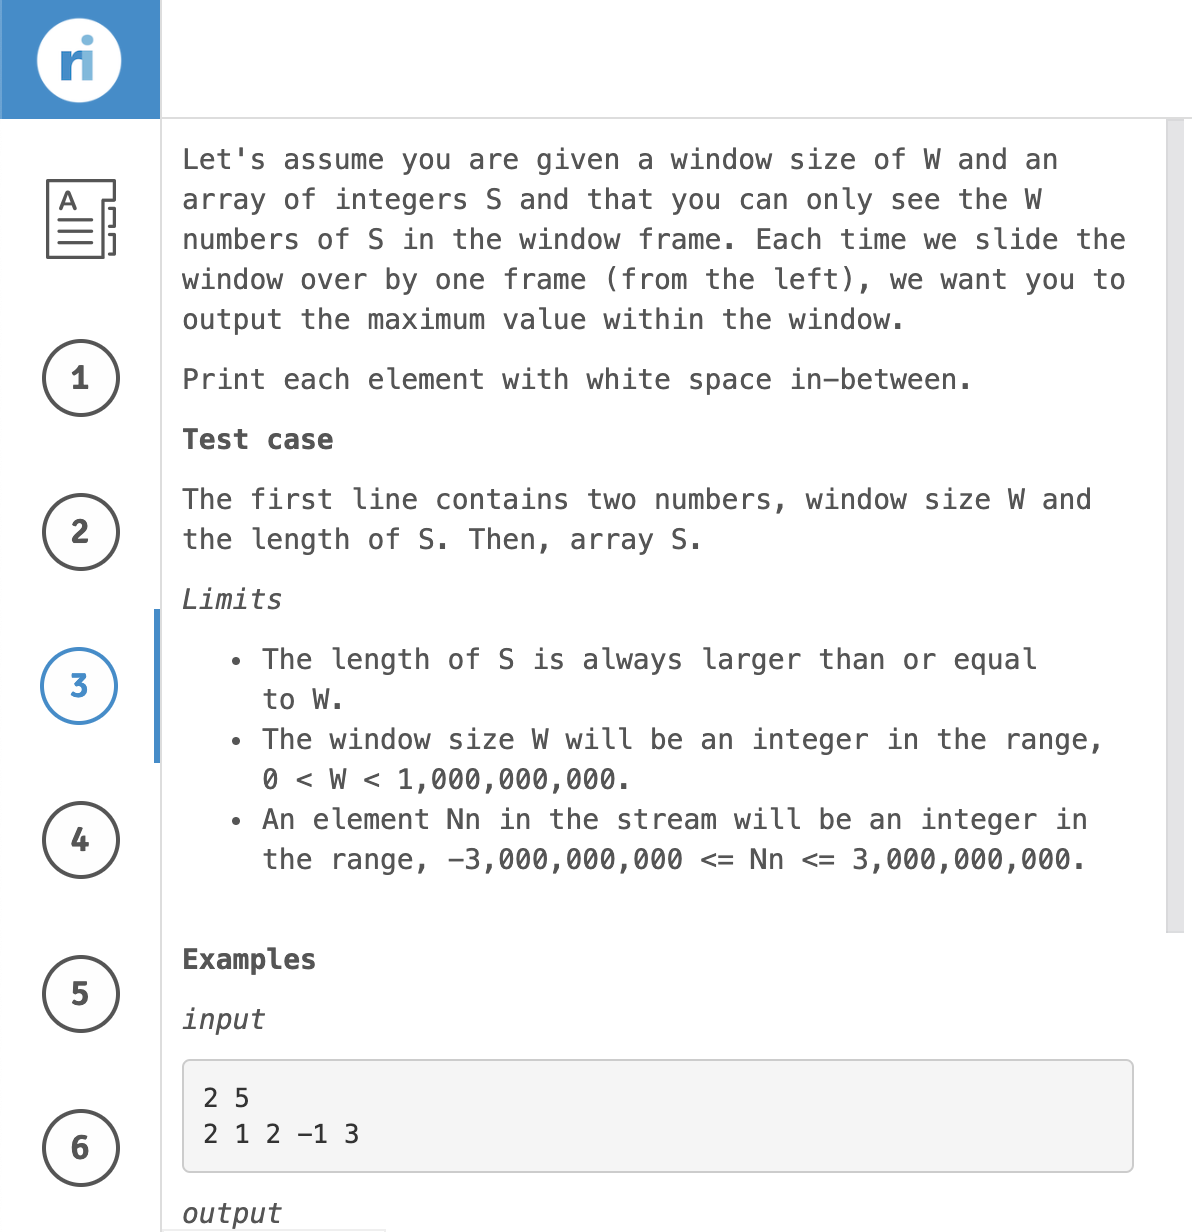 ri
A
1
2
3
4
5
6
Let's assume you are given a window size of W and an
array of integers S and that you can only see the W
numbers of S in the window frame. Each time we slide the
window over by one frame (from the left), we want you to
output the maximum value within the window.
Print each element with white space in-between.
Test case
The first line contains two numbers, window size W and
the length of S. Then, array S.
Limits
• The length of S is always larger than or equal
to W.
• The window size W will be an integer in the range,
0 < W < 1,000,000,000.
• An element Nn in the stream will be an integer in
the range, -3,000,000,000 <= Nn <= 3,000,000,000.
Examples
input
2 5
2 1 2 -1 3
output